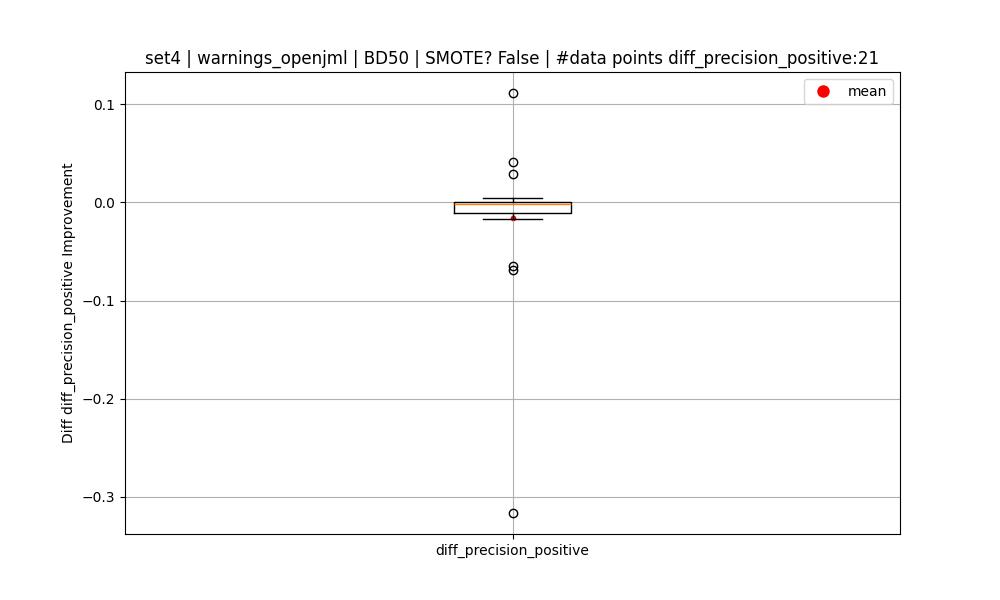 set4 | warnings_openjml | BD50 | SMOTE? False | #data points diff_precision_positive:21
mean
Diff diff_precision_positive Improvement
0.1
0.0
−0.1
−0.2
−0.3
diff_precision_positive